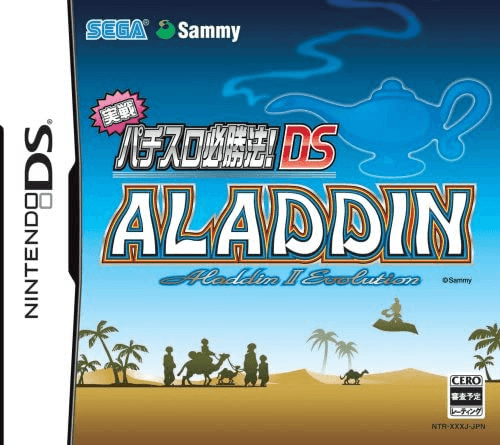 SEGA® Sammy
実戦
パチスロ必勝法! DS
ALADDIN
Aladdin II Evolution
©Sammy
NINTENDO DS™
CERO
審査予定
レーティング
NTR-XXXJ-JPN